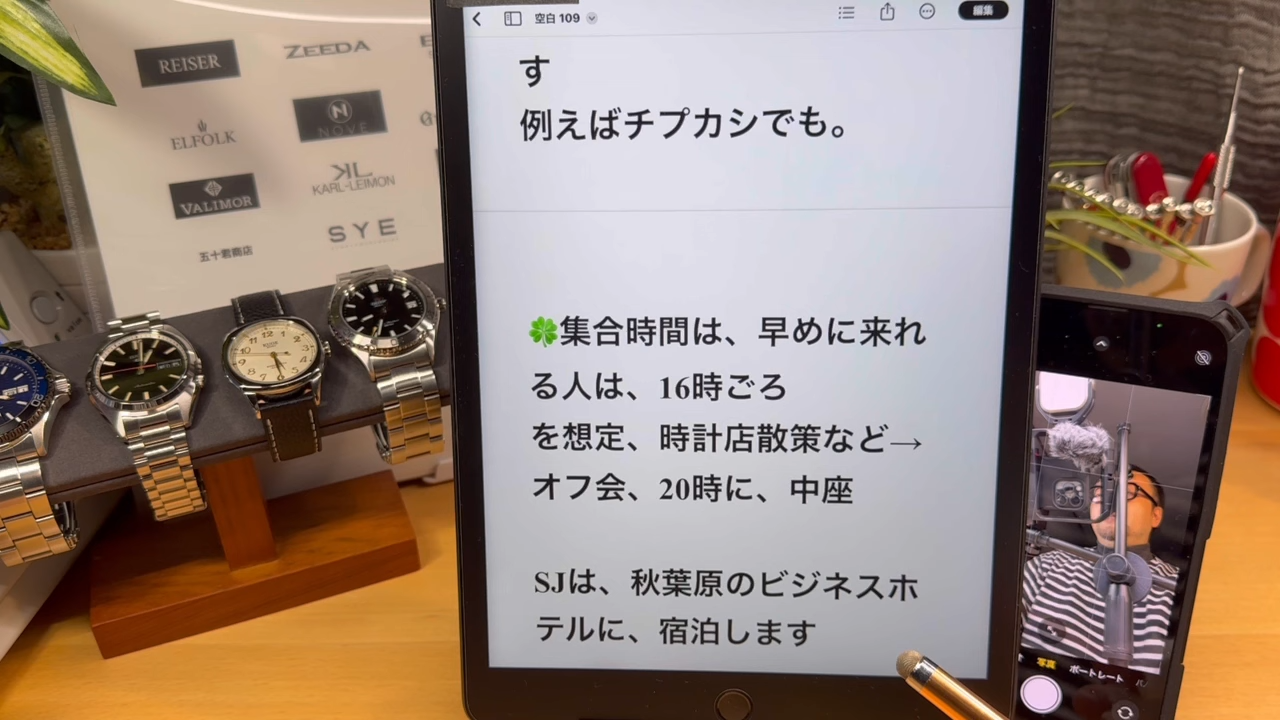 REISER
ZEEDA
ELFOLK
NOVE
VALIMOR
KL
KARL-LEIMON
SYE
五十君商店
空白 109
編集
す
例えばチプカシでも。
🍀集合時間は、早めに来れ
る人は、16時ごろ
を想定、時計店散策など→
オフ会、20時に、中座
SJは、秋葉原のビジネスホ
テルに、宿泊します
写真
ポートレート
パ